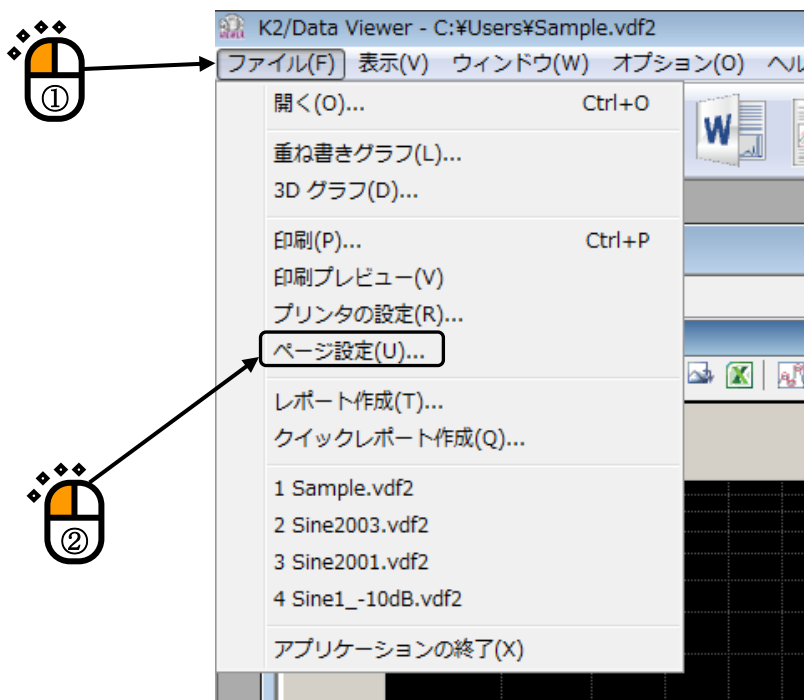 K2/Data Viewer - C:¥Users¥Sample.vdf2
ファイル(F) 表示(V) ウィンドウ(W) オプション(O) ヘル
①
開く(O)... Ctrl+O
W
重ね書きグラフ(L)...
3D グラフ(D)...
印刷(P)... Ctrl+P
印刷プレビュー(V)
プリンタの設定(R)...
ページ設定(U)...
レポート作成(T)...
クイックレポート作成(Q)...
1 Sample.vdf2
2 Sine2003.vdf2
②
3 Sine2001.vdf2
4 Sine1_-10dB.vdf2
アプリケーションの終了(X)